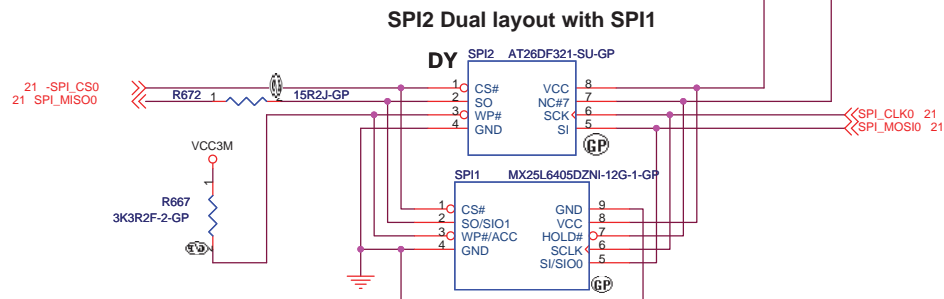 SPI2 Dual layout with SPI1
DY
SPI2 AT26DF321-SU-GP
21 -SPI_CS0
21 SPI_MISO0
R672 1 15R2J-GP
1 CS# VCC 8
2 SO NC#7 7
3 WP# SCK 6
4 GND SI 5
SPI_CLK0 21
SPI_MOSI0 21
GP
VCC3M
1
R667
3K3R2F-2-GP
SPI1 MX25L6405DZNI-12G-1-GP
1 CS# GND 9
2 SO/SIO1 VCC 8
3 WP#/ACC HOLD# 7
4 GND SCLK 6
SI/SIO0 5
GP